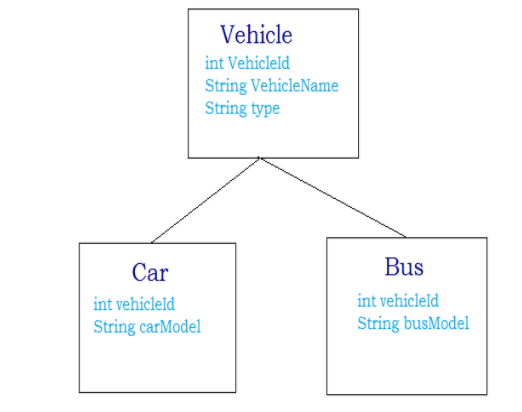 Vehicle
int VehicleId
String VehicleName
String type
Car
int vehicleId
String carModel
Bus
int vehicleId
String busModel